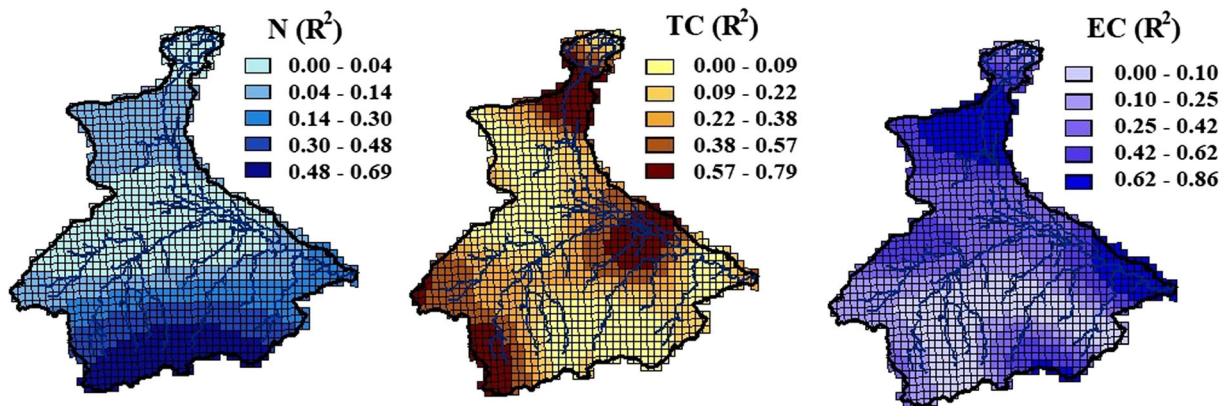 N (R²)
0.00 - 0.04
0.04 - 0.14
0.14 - 0.30
0.30 - 0.48
0.48 - 0.69
TC (R²)
0.00 - 0.09
0.09 - 0.22
0.22 - 0.38
0.38 - 0.57
0.57 - 0.79
EC (R²)
0.00 - 0.10
0.10 - 0.25
0.25 - 0.42
0.42 - 0.62
0.62 - 0.86